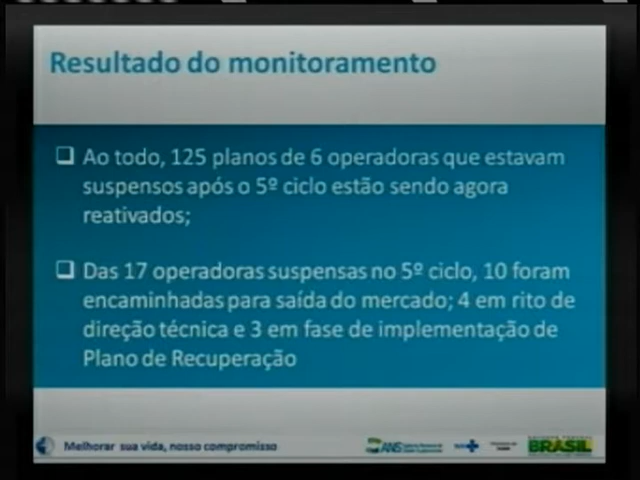 Resultado do monitoramento
❑ Ao todo, 125 planos de 6 operadoras que estavam
suspensos após o 5º ciclo estão sendo agora
reativados;
❑ Das 17 operadoras suspensas no 5º ciclo, 10 foram
encaminhadas para saída do mercado; 4 em rito de
direção técnica e 3 em fase de implementação de
Plano de Recuperação
Melhorar sua vida, nosso compromisso
ANS
SUS
BRASIL